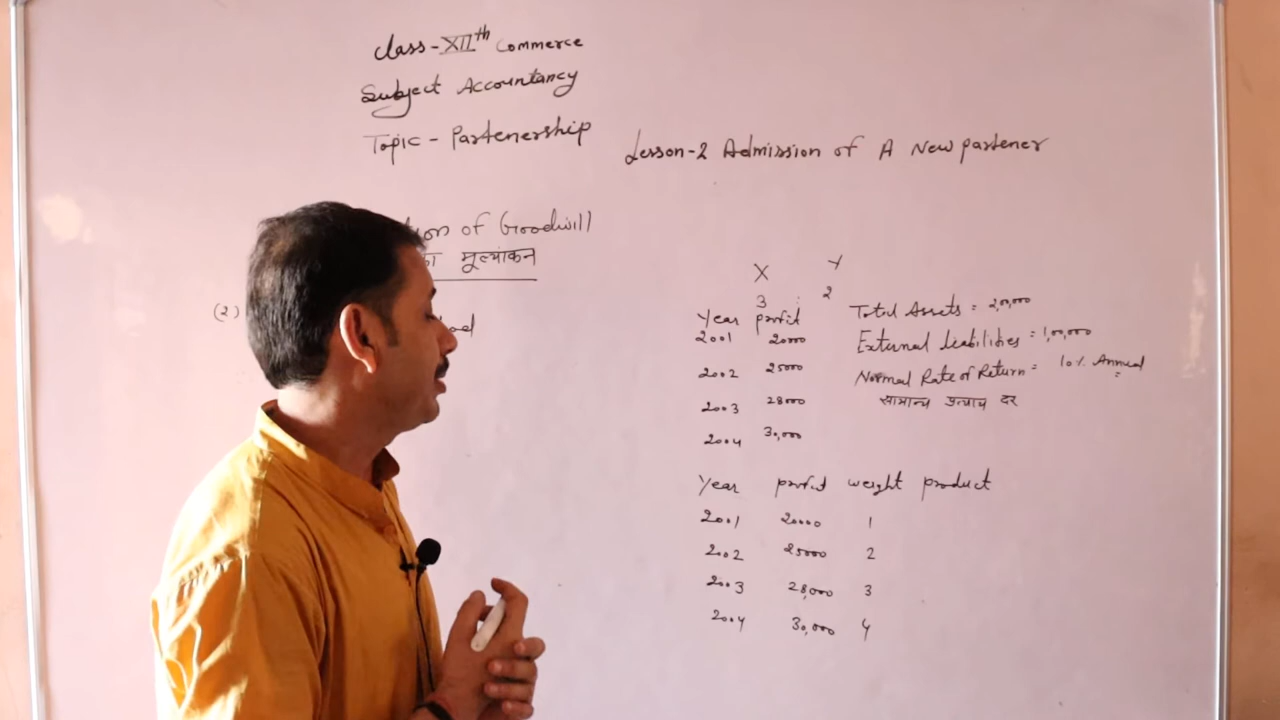 Class-XIIth Commerce
Subject Accountancy
Topic - Partenership
Lesson-2 Admission of A New partener
of Goodwill
का मूल्यांकन
(2)
X Y
3 : 2
Year profit
2001 20000
2002 25000
2003 28000
2004 30,000
Total Assets = 2,00,000
External Liabilities = 1,00,000
Normal Rate of Return = 10% Annual
सामान्य प्रत्याय दर
Year profit weight product
2001 20000 1
2002 25000 2
2003 28,000 3
2004 30,000 4